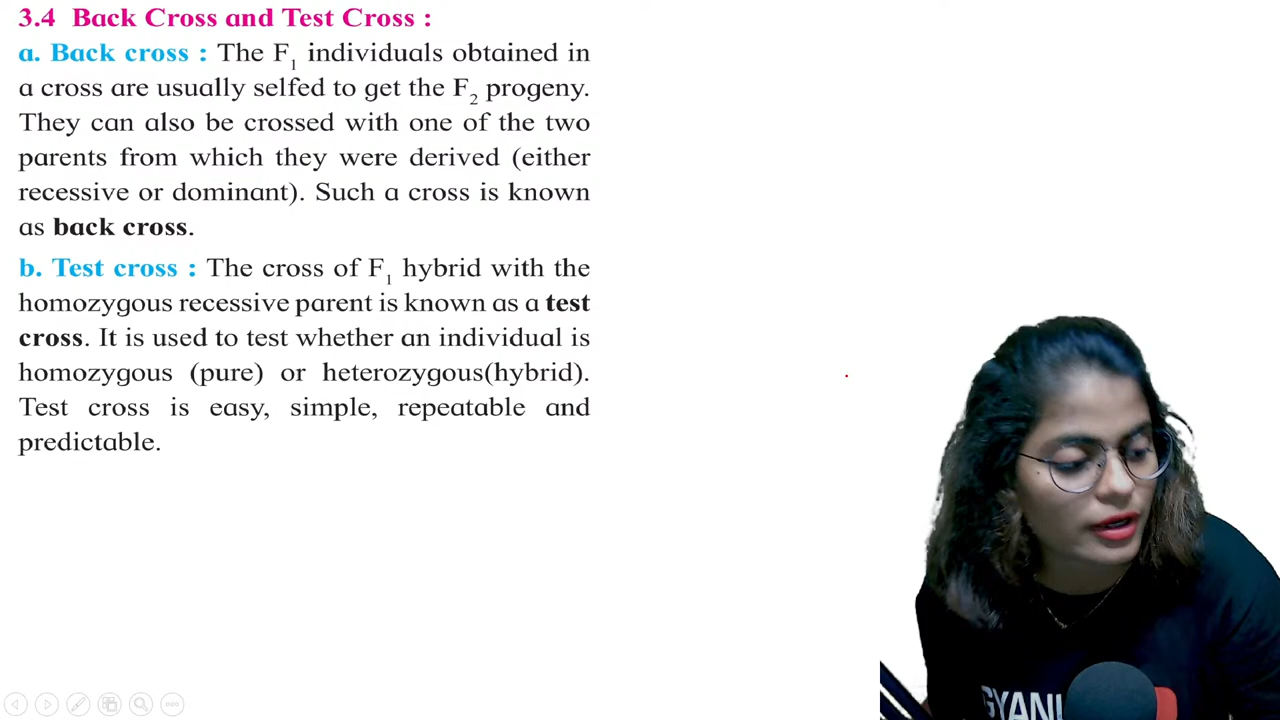 3.4 Back Cross and Test Cross :
a. Back cross : The F1 individuals obtained in
a cross are usually selfed to get the F2 progeny.
They can also be crossed with one of the two
parents from which they were derived (either
recessive or dominant). Such a cross is known
as back cross.
b. Test cross : The cross of F1 hybrid with the
homozygous recessive parent is known as a test
cross. It is used to test whether an individual is
homozygous (pure) or heterozygous(hybrid).
Test cross is easy, simple, repeatable and
predictable.